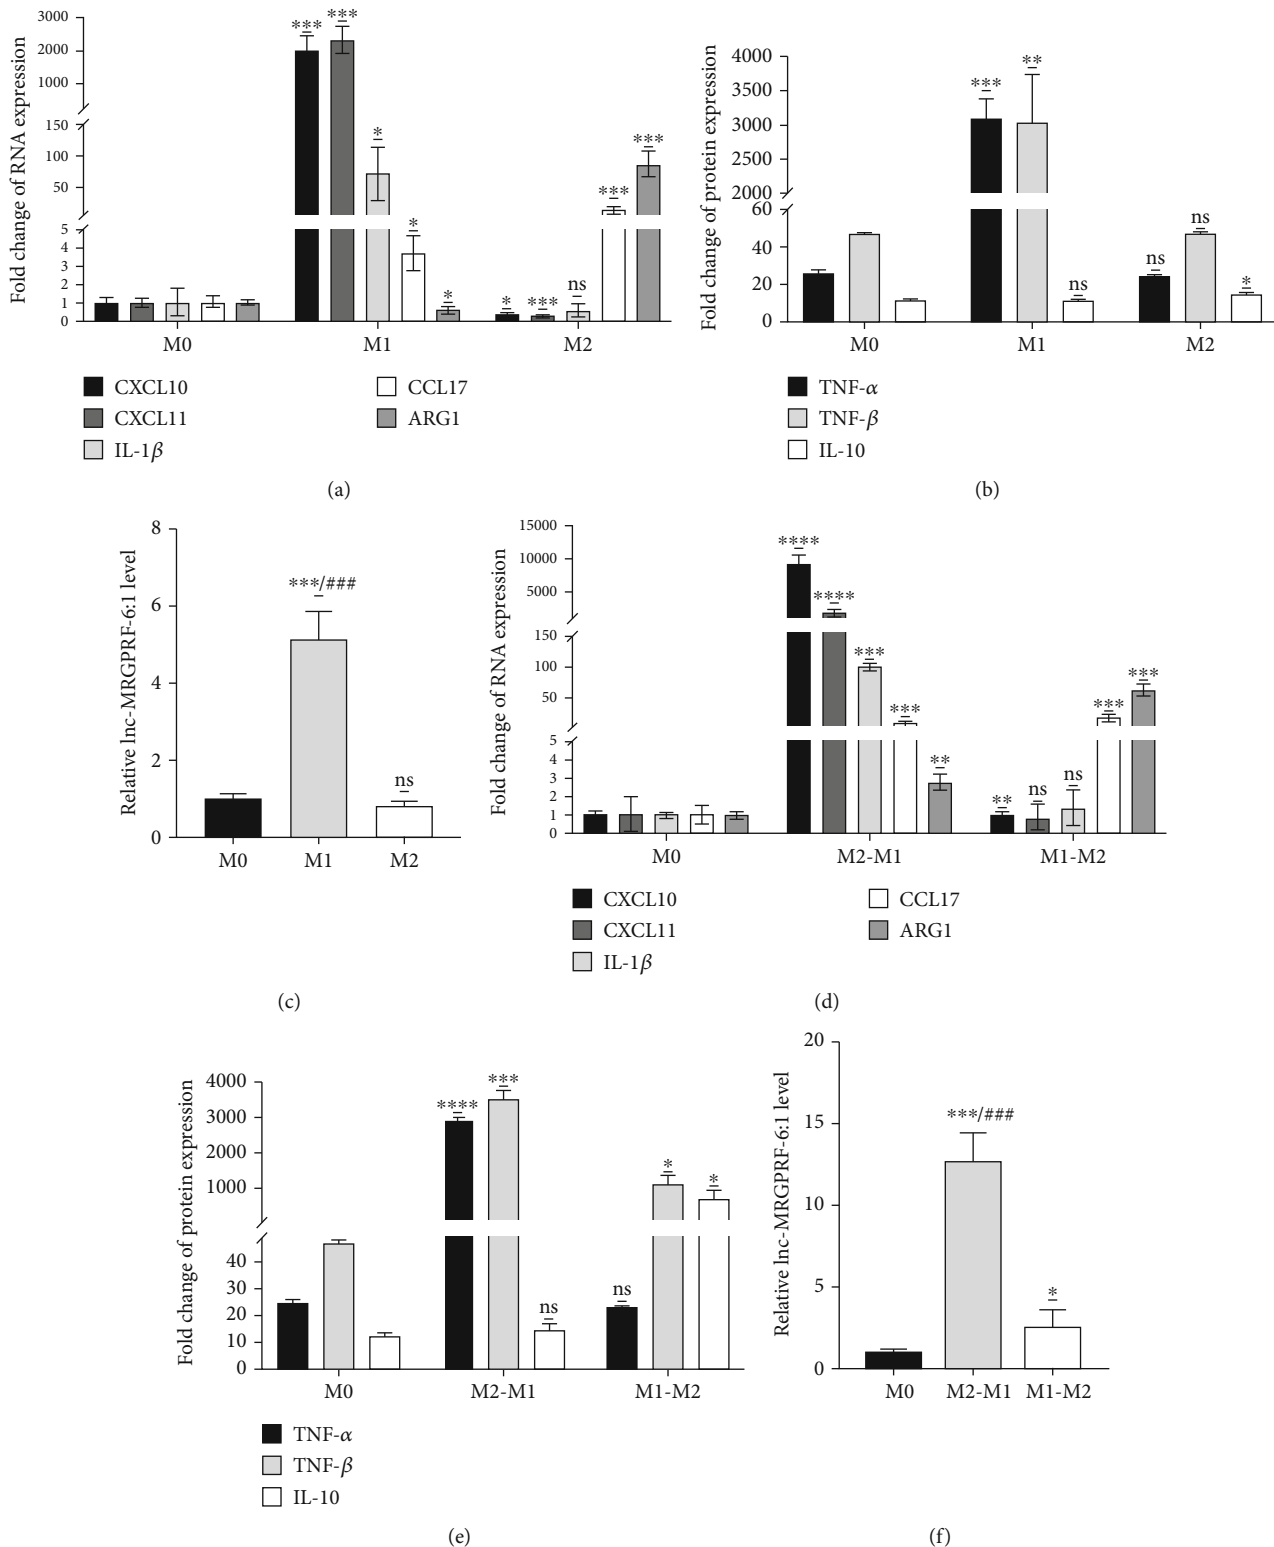 Fold change of RNA expression
3000
2000
1000
150
100
50
5
4
3
2
1
0
*** *** * * * * *** ns *** ***
M0 M1 M2
CXCL10
CXCL11
IL-1β
CCL17
ARG1
(a)
Fold change of protein expression
4000
3500
3000
2500
2000
60
40
20
0
*** ** ns ns ns *
M0 M1 M2
TNF-α
TNF-β
IL-10
(b)
Relative lnc-MRGPRF-6:1 level
8
6
4
2
0
***/### ns
M0 M1 M2
(c)
Fold change of RNA expression
15000
10000
5000
150
100
50
5
4
3
2
1
0
**** **** *** *** ** ** ns ns *** ***
M0 M2-M1 M1-M2
CXCL10
CXCL11
IL-1β
CCL17
ARG1
(d)
Fold change of protein expression
4000
3000
2000
1000
40
30
20
10
0
**** *** ns ns * *
M0 M2-M1 M1-M2
TNF-α
TNF-β
IL-10
(e)
Relative lnc-MRGPRF-6:1 level
20
15
10
5
0
***/### *
M0 M2-M1 M1-M2
(f)